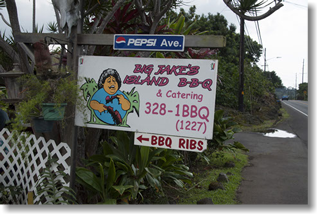 PEPSI Ave.
BIG JAKE'S
ISLAND B-B-Q
& Catering
328-1BBQ
(1227)
BBQ RIBS